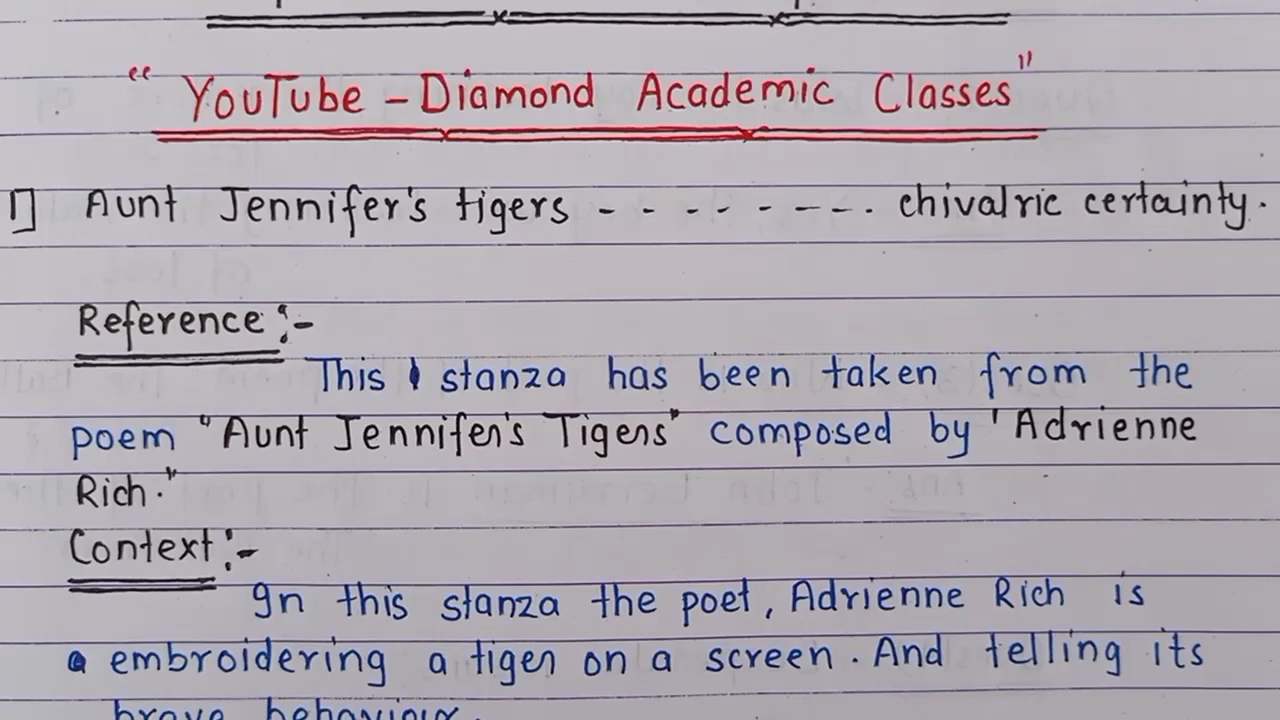 "YouTube - Diamond Academic Classes"
1] Aunt Jennifer's tigers - - - - - - - - . chivalric certainty.
Reference :-
This stanza has been taken from the
poem "Aunt Jennifer's Tigers" composed by 'Adrienne
Rich."
Context :-
In this stanza the poet, Adrienne Rich is
embroidering a tiger on a screen. And telling its
brave behaviour.